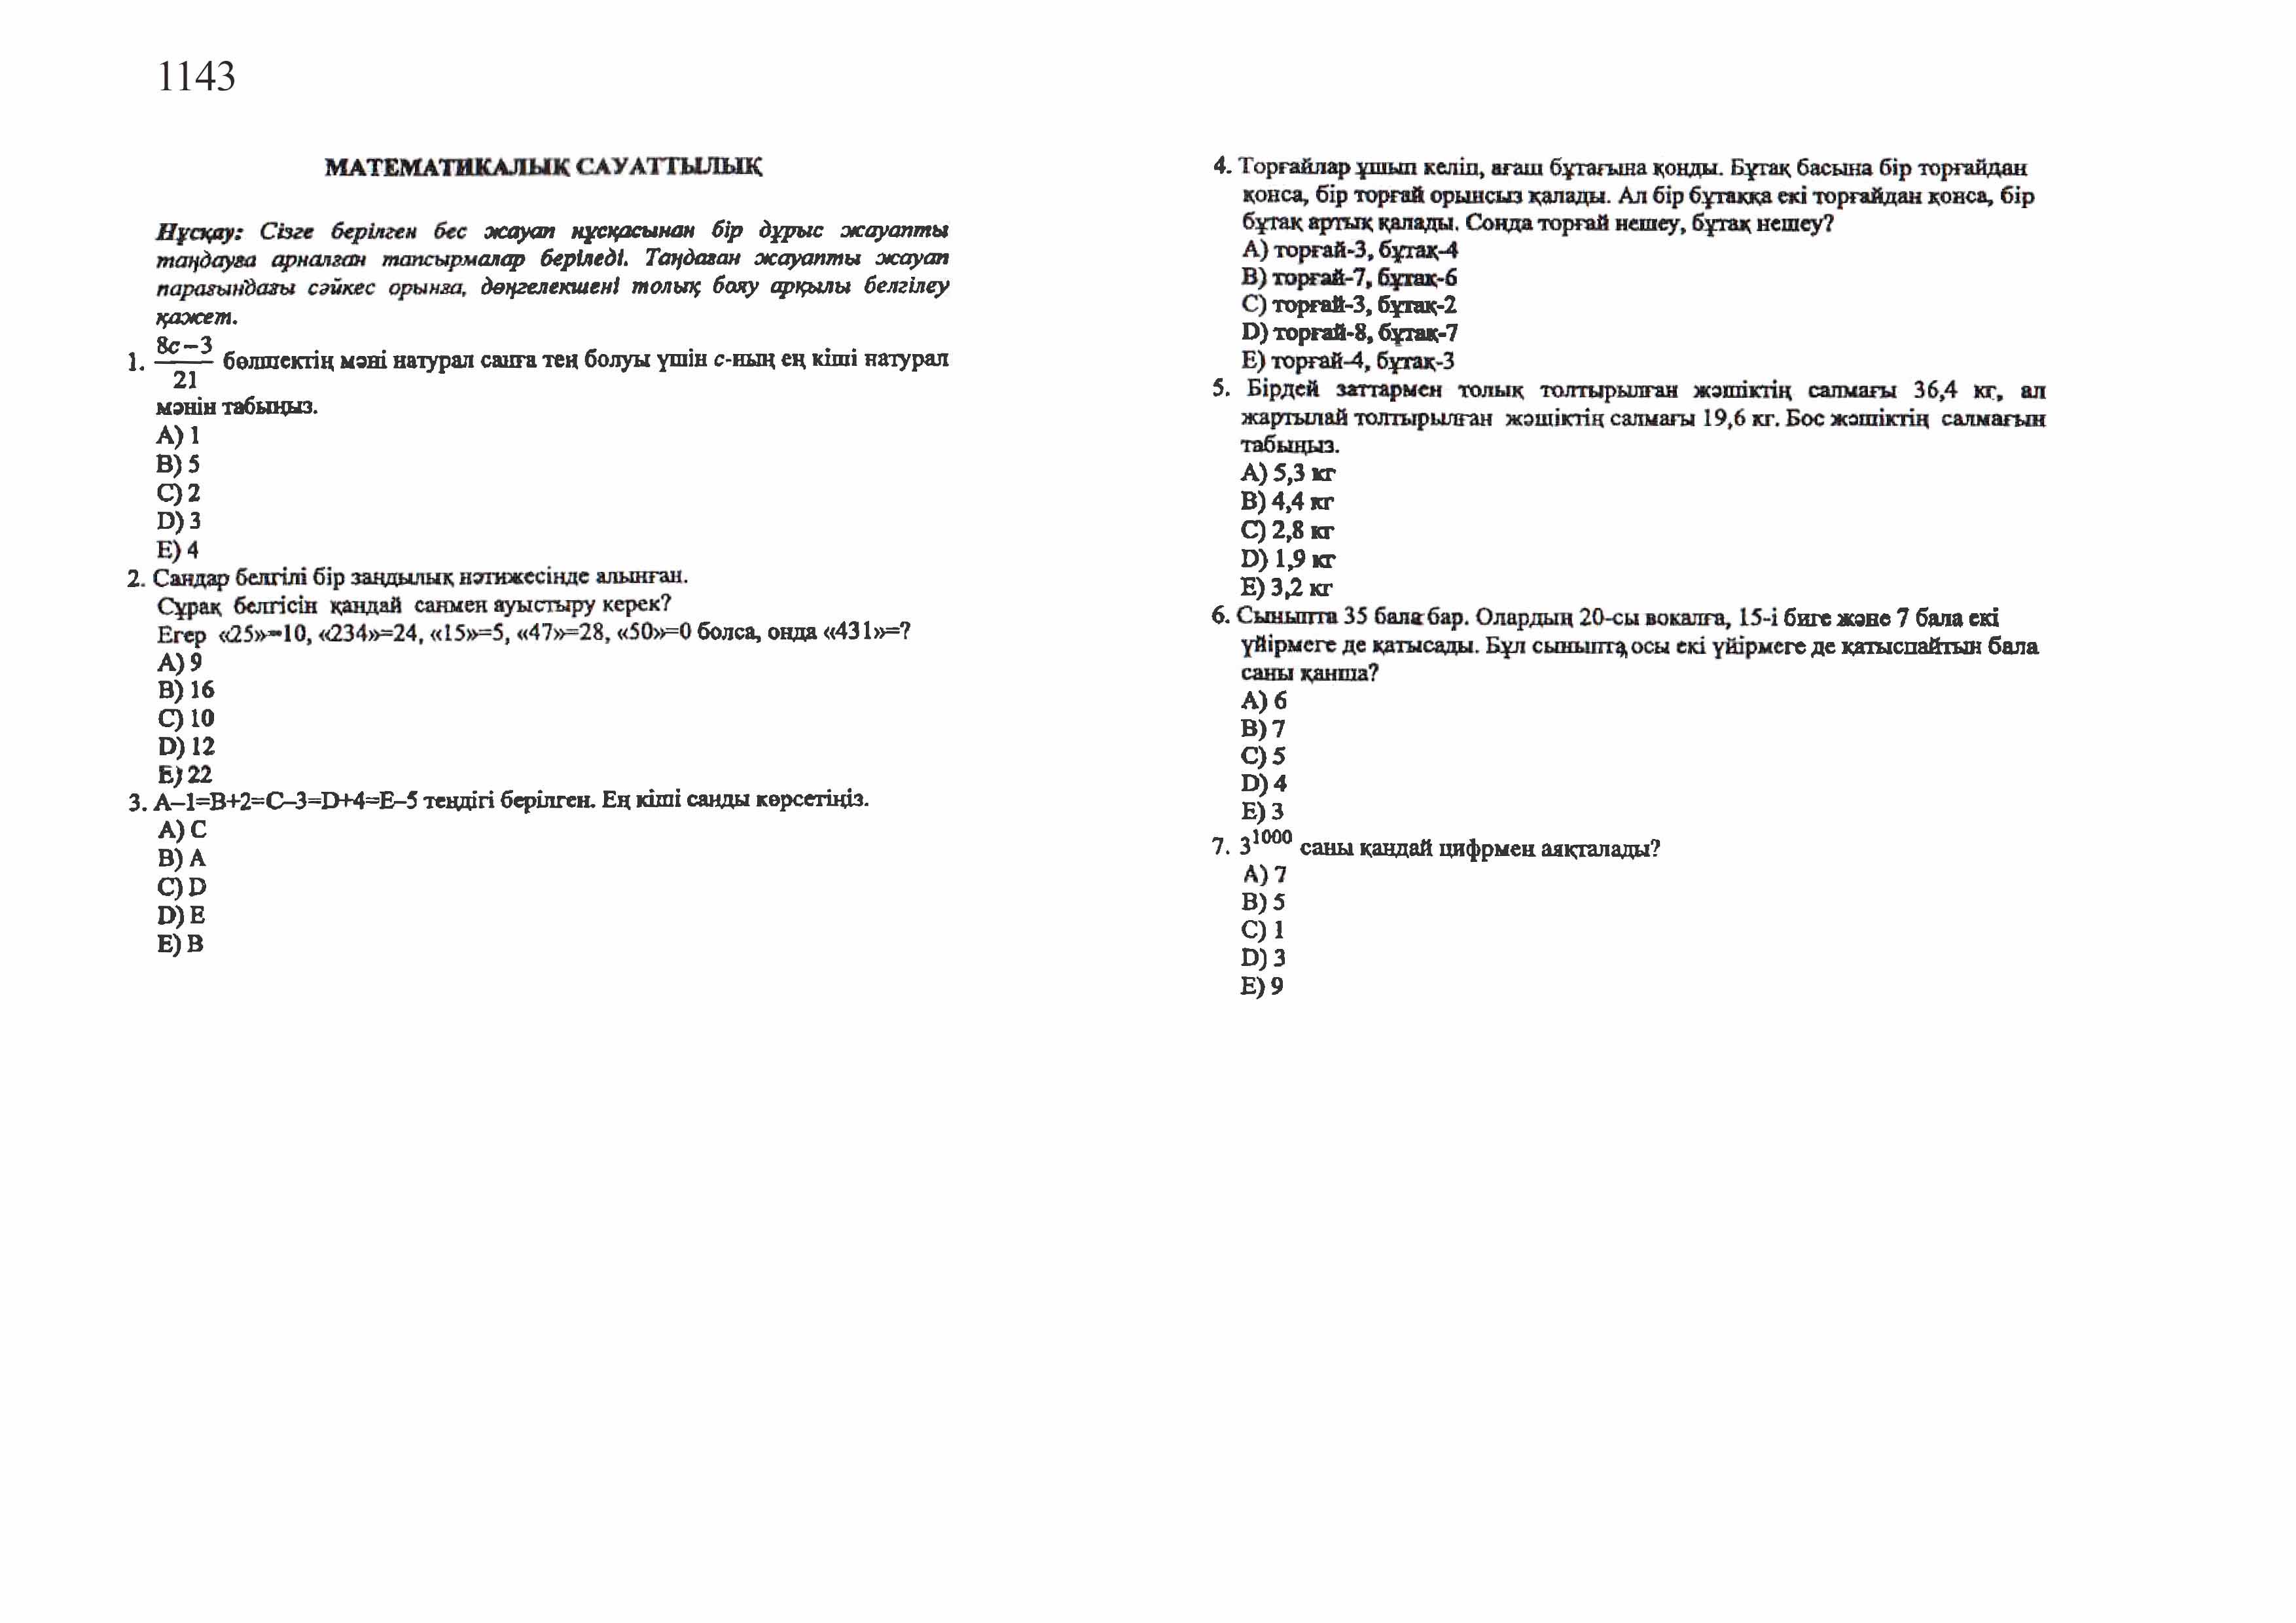 1143
МАТЕМАТИКАЛЫҚ САУАТТЫЛЫҚ
Нұсқау: Сізге берілген бес жауап нұсқасынан бір дұрыс жауапты
таңдауға арналған тапсырмалар беріледі. Таңдаған жауапты жауап
парағындағы сәйкес орынға, дөңгелекшені толық бояу арқылы белгілеу
қажет.
1. (8c−3)/21 бөлшектің мәні натурал санға тең болуы үшін c-ның ең кіші натурал
мәнін табыңыз.
A) 1
B) 5
C) 2
D) 3
E) 4
2. Сандар белгілі бір заңдылық нәтижесінде алынған.
Сұрақ белгісін қандай санмен ауыстыру керек?
Егер «25»=10, «234»=24, «15»=5, «47»=28, «50»=0 болса, онда «431»=?
A) 9
B) 16
C) 10
D) 12
E) 22
3. A–1=B+2=C–3=D+4=E–5 теңдігі берілген. Ең кіші санды көрсетіңіз.
A) C
B) A
C) D
D) E
E) B
4. Торғайлар ұшып келіп, ағаш бұтағына қонды. Бұтақ басына бір торғайдан
қонса, бір торғай орынсыз қалады. Ал бір бұтаққа екі торғайдан қонса, бір
бұтақ артық қалады. Сонда торғай нешеу, бұтақ нешеу?
A) торғай-3, бұтақ-4
B) торғай-7, бұтақ-6
C) торғай-3, бұтақ-2
D) торғай-8, бұтақ-7
E) торғай-4, бұтақ-3
5. Бірдей заттармен толық толтырылған жәшіктің салмағы 36,4 кг, ал
жартылай толтырылған жәшіктің салмағы 19,6 кг. Бос жәшіктің салмағын
табыңыз.
A) 5,3 кг
B) 4,4 кг
C) 2,8 кг
D) 1,9 кг
E) 3,2 кг
6. Сыныпта 35 бала бар. Олардың 20-сы вокалға, 15-і биге және 7 бала екі
үйірмеге де қатысады. Бұл сыныпта осы екі үйірмеге де қатыспайтын бала
саны қанша?
A) 6
B) 7
C) 5
D) 4
E) 3
7. 3^1000 саны қандай цифрмен аяқталады?
A) 7
B) 5
C) 1
D) 3
E) 9